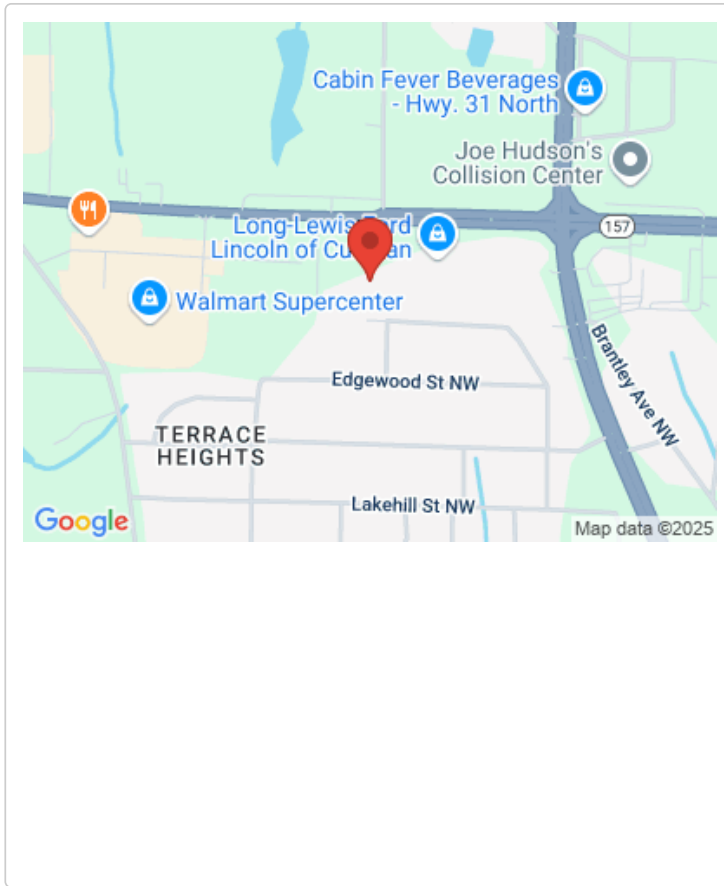 Cabin Fever Beverages
- Hwy. 31 North
Joe Hudson's
Collision Center
157
Long-Lewis
Lincoln of
Walmart Supercenter
Brantley Ave NW
Edgewood St NW
TERRACE
HEIGHTS
Lakehill St NW
Google
Map data ©2025